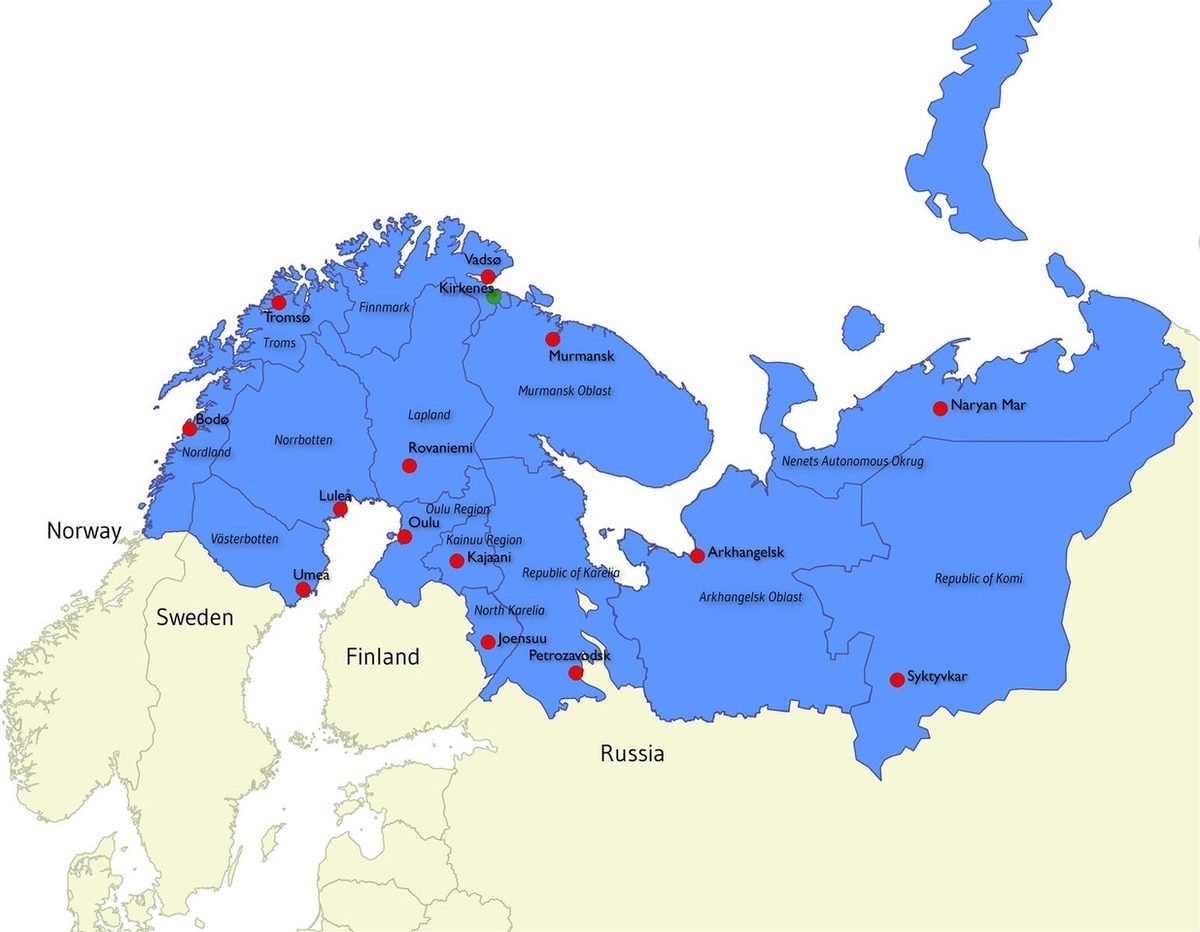 Vadsø
Kirkenes
Tromsø
Finnmark
Troms
Murmansk
Murmansk Oblast
Naryan Mar
Bodø
Lapland
Nordland
Norrbotten
Rovaniemi
Nenets Autonomous Okrug
Luleå
Oulu Region
Oulu
Norway
Västerbotten
Kainuu Region
Kajaani
Arkhangelsk
Umeå
Republic of Karelia
Republic of Komi
Arkhangelsk Oblast
Sweden
North Karelia
Joensuu
Finland
Petrozavodsk
Syktyvkar
Russia